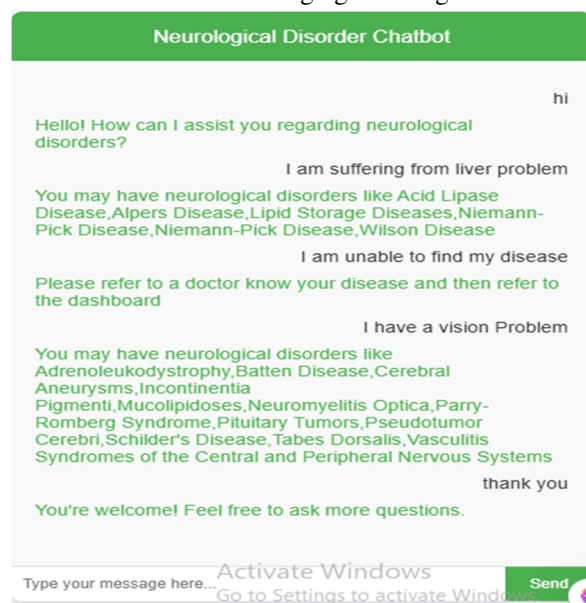 Neurological Disorder Chatbot
hi
Hello! How can I assist you regarding neurological
disorders?
I am suffering from liver problem
You may have neurological disorders like Acid Lipase
Disease,Alpers Disease,Lipid Storage Diseases,Niemann-
Pick Disease,Niemann-Pick Disease,Wilson Disease
I am unable to find my disease
Please refer to a doctor know your disease and then refer to
the dashboard
I have a vision Problem
You may have neurological disorders like
Adrenoleukodystrophy,Batten Disease,Cerebral
Aneurysms,Incontinentia
Pigmenti,Mucolipidoses,Neuromyelitis Optica,Parry-
Romberg Syndrome,Pituitary Tumors,Pseudotumor
Cerebri,Schilder's Disease,Tabes Dorsalis,Vasculitis
Syndromes of the Central and Peripheral Nervous Systems
thank you
You're welcome! Feel free to ask more questions.
Activate Windows
Type your message here... Send
Go to Settings to activate Windows.